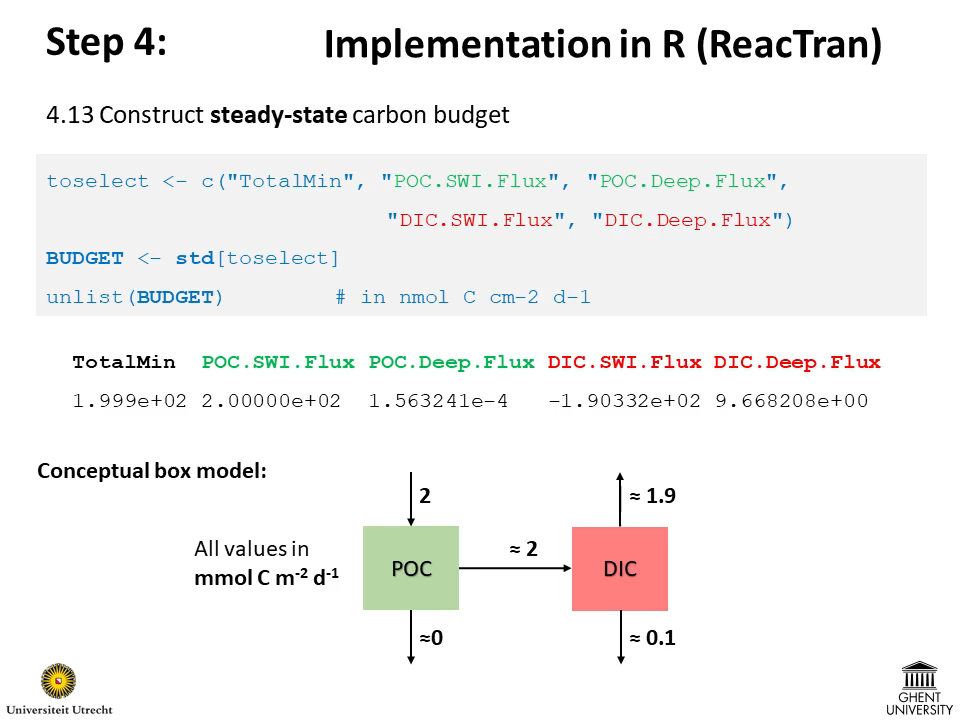 Step 4:
Implementation in R (ReacTran)
4.13 Construct steady-state carbon budget
toselect <- c("TotalMin", "POC.SWI.Flux", "POC.Deep.Flux",
"DIC.SWI.Flux", "DIC.Deep.Flux")
BUDGET <- std[toselect]
unlist(BUDGET) # in nmol C cm-2 d-1
TotalMin POC.SWI.Flux POC.Deep.Flux DIC.SWI.Flux DIC.Deep.Flux
1.999e+02 2.00000e+02 1.563241e-4 -1.90332e+02 9.668208e+00
Conceptual box model:
2
≈ 1.9
All values in
mmol C m-2 d-1
POC
≈ 2
DIC
≈0
≈ 0.1
Universiteit Utrecht
GHENT
UNIVERSITY